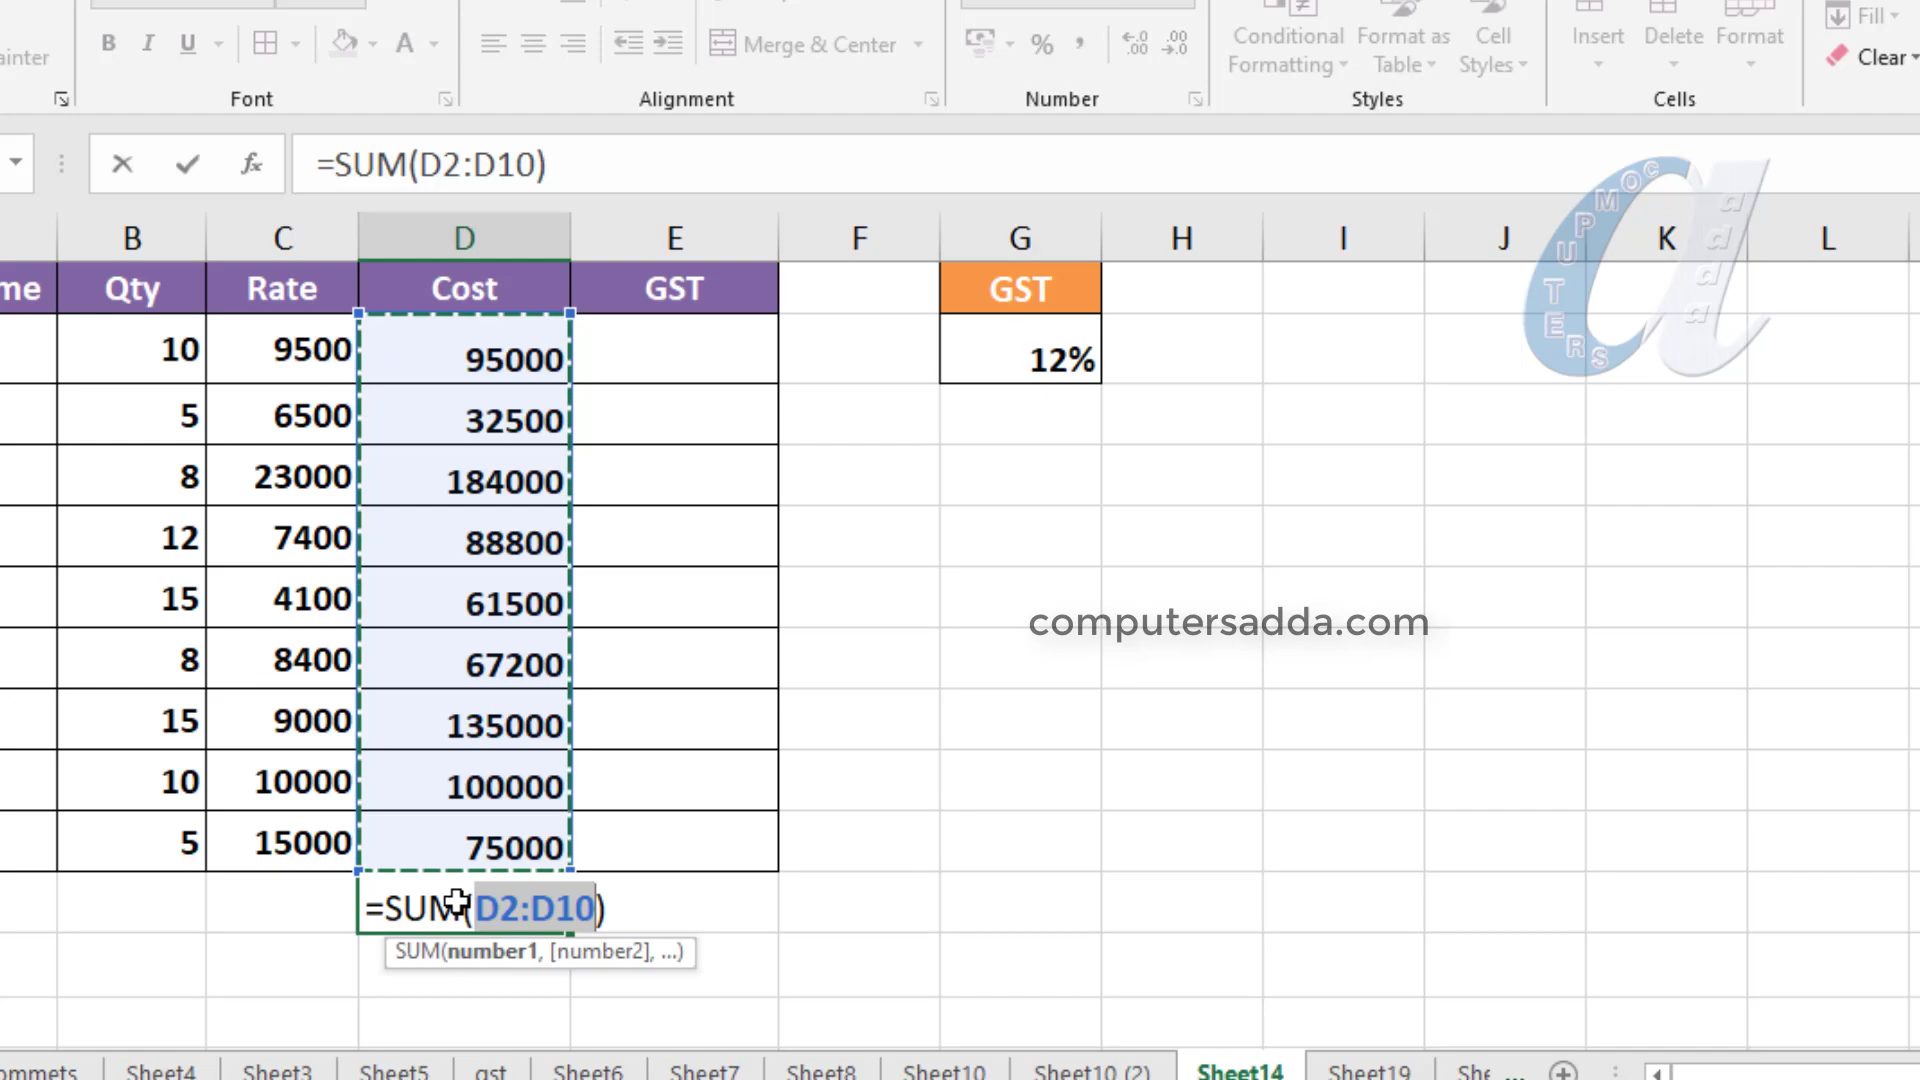 B I U A Merge & Center % , Conditional Format as Cell Insert Delete Format Fill
ainter Formatting Table Styles Clear
Font Alignment Number Styles Cells
fx =SUM(D2:D10)
COMPUTERS
adda
B C D E F G H I J K L
me Qty Rate Cost GST GST
10 9500 95000 12%
5 6500 32500
8 23000 184000
12 7400 88800
15 4100 61500
computersadda.com
8 8400 67200
15 9000 135000
10 10000 100000
5 15000 75000
=SUM(D2:D10)
SUM(number1, [number2], ...)
ommets Sheet4 Sheet3 Sheet5 gst Sheet6 Sheet7 Sheet8 Sheet10 Sheet10 (2) Sheet14 Sheet19 She ...